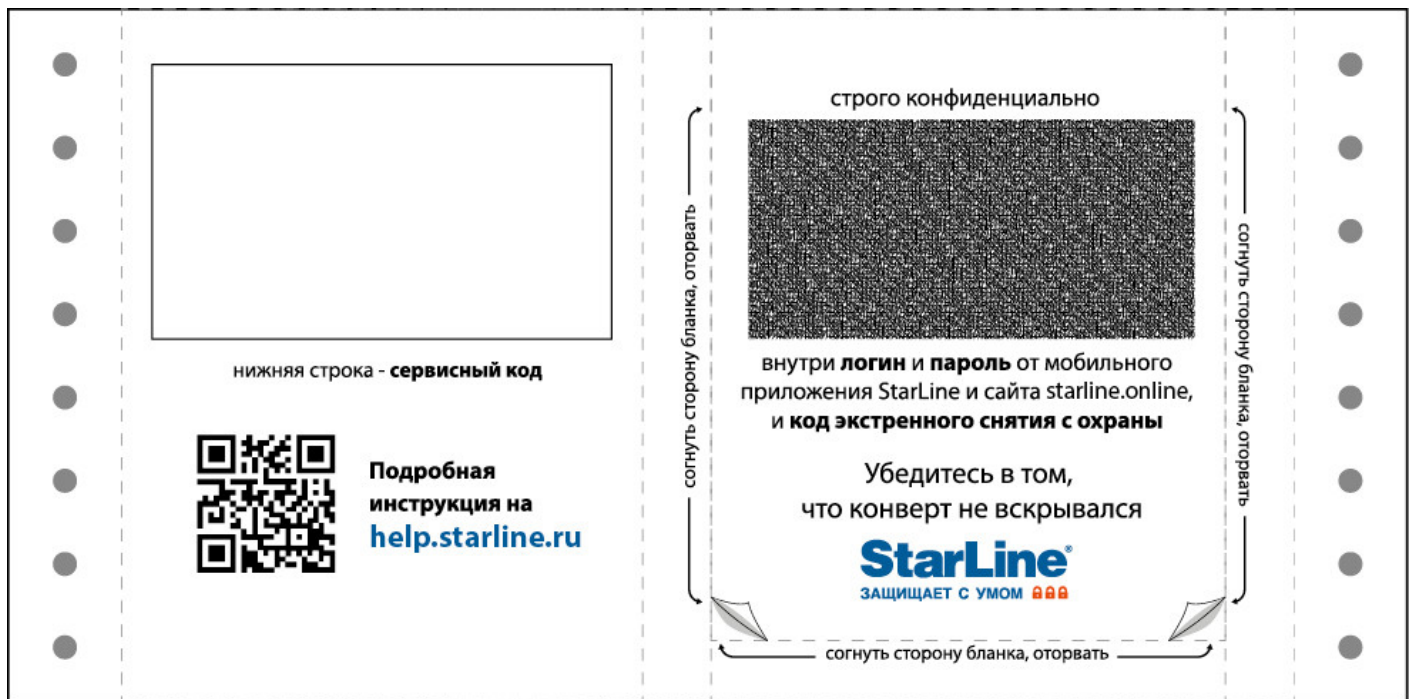 нижняя строка - сервисный код
Подробная
инструкция на
help.starline.ru
согнуть сторону бланка, оторвать
строго конфиденциально
внутри логин и пароль от мобильного
приложения StarLine и сайта starline.online,
и код экстренного снятия с охраны
Убедитесь в том,
что конверт не вскрывался
StarLine®
ЗАЩИЩАЕТ С УМОМ
согнуть сторону бланка, оторвать
согнуть сторону бланка, оторвать